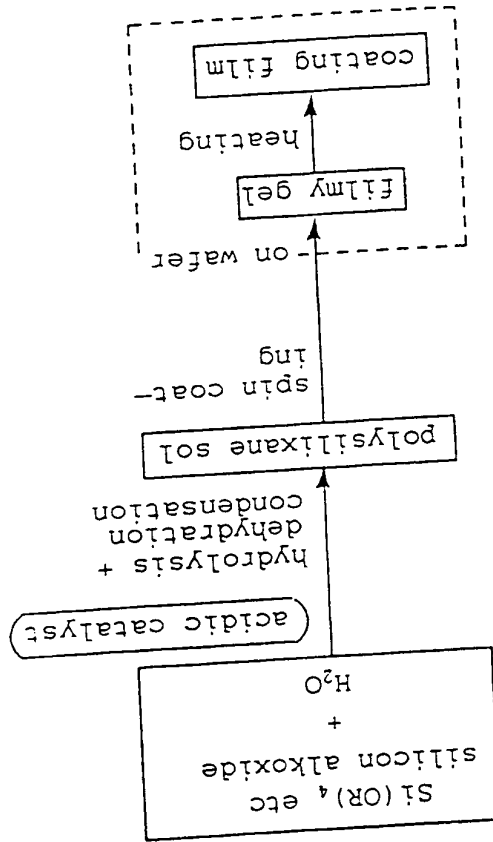 Si(OR)₄ etc
silicon alkoxide
+
H₂O
acidic catalyst
hydrolysis +
dehydration
condensation
polysilixane sol
spin coat-
ing
on wafer
filmy gel
heating
coating film